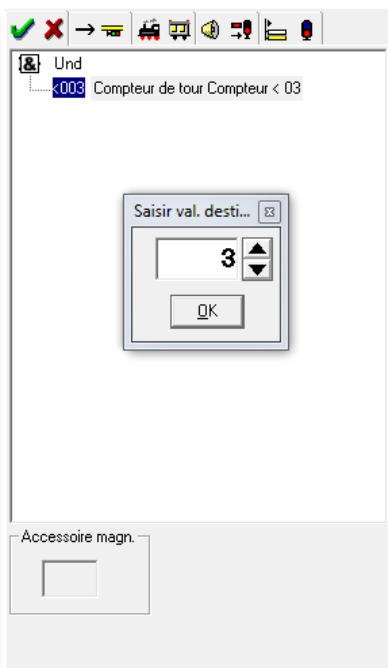 & Und
<003 Compteur de tour Compteur < 03
Saisir val. desti...
3
OK
Accessoire magn.